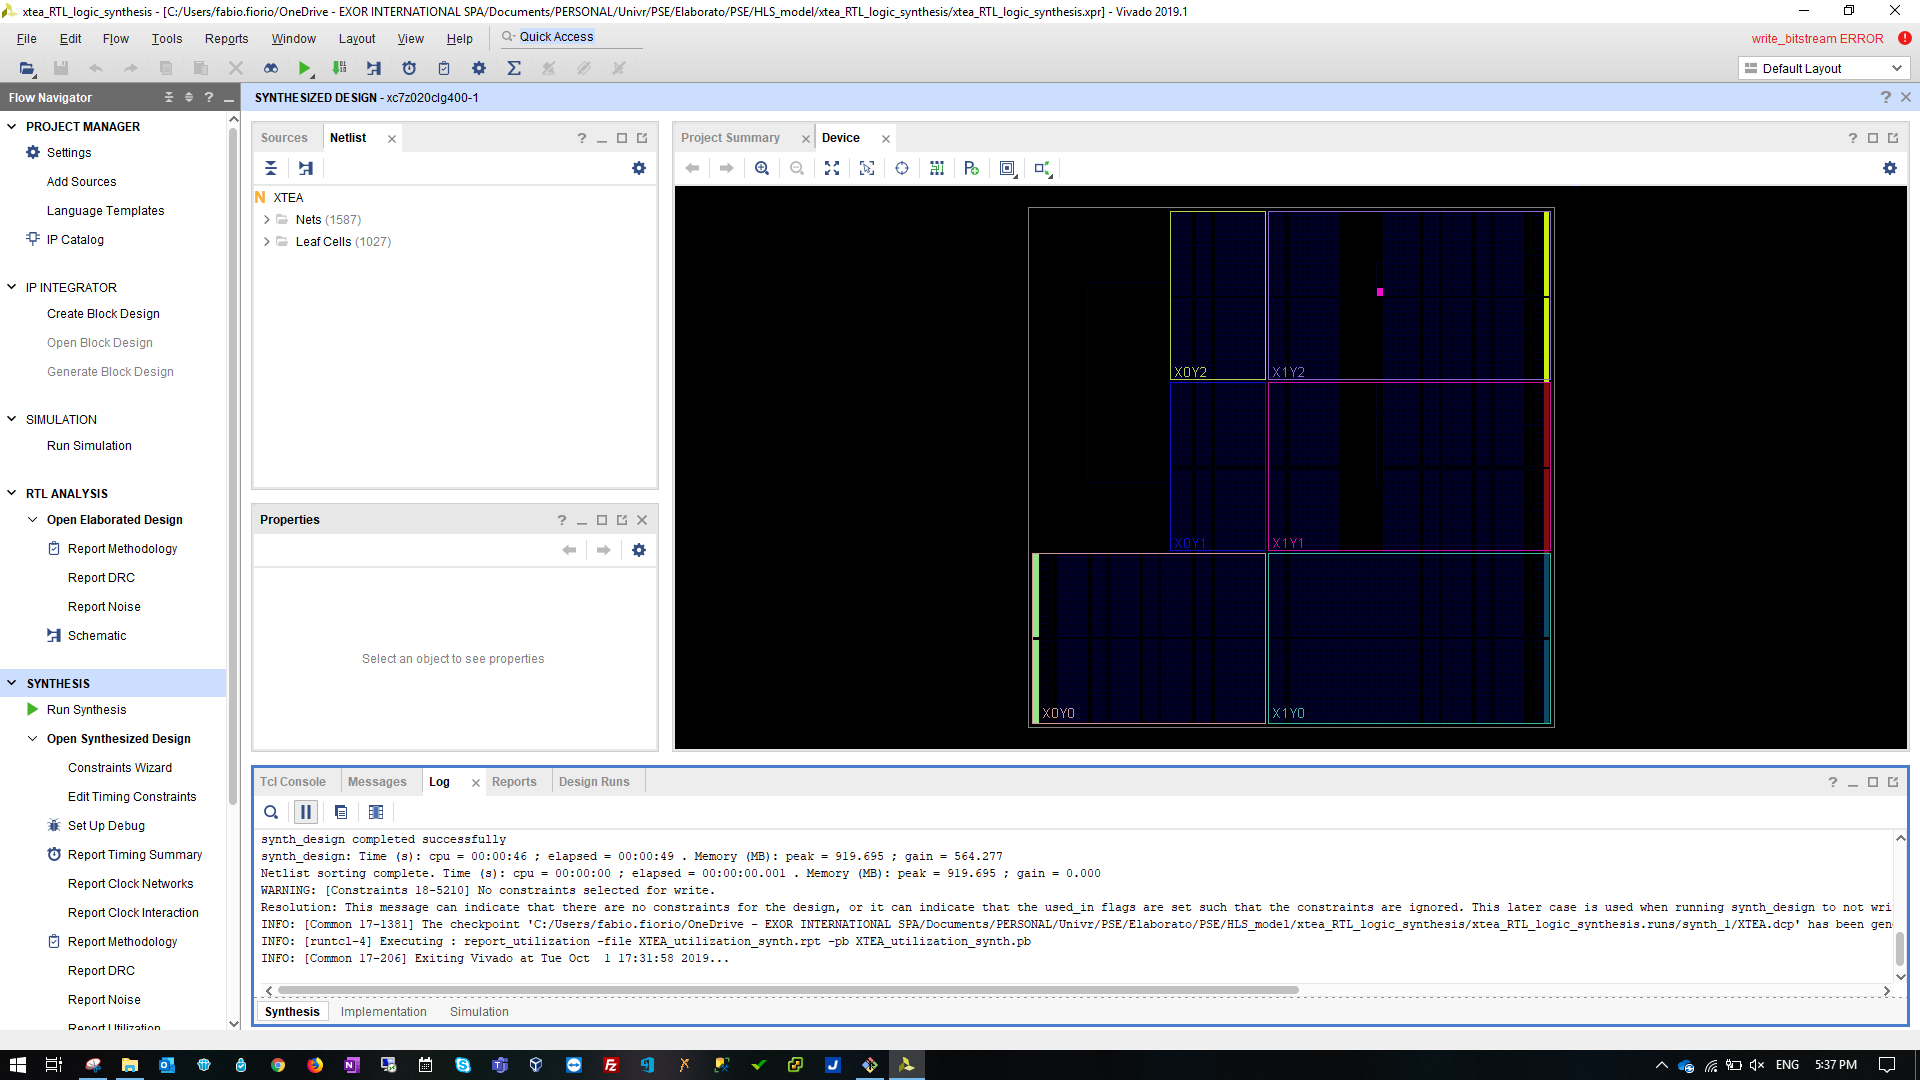 xtea_RTL_logic_synthesis - [C:/Users/fabio.fiorio/OneDrive - EXOR INTERNATIONAL SPA/Documents/PERSONAL/Univr/PSE/Elaborato/PSE/HLS_model/xtea_RTL_logic_synthesis/xtea_RTL_logic_synthesis.xpr] - Vivado 2019.1
File Edit Flow Tools Reports Window Layout View Help Quick Access
write_bitstream ERROR
Default Layout
Flow Navigator
SYNTHESIZED DESIGN - xc7z020clg400-1
PROJECT MANAGER
Settings
Add Sources
Language Templates
IP Catalog
IP INTEGRATOR
Create Block Design
Open Block Design
Generate Block Design
SIMULATION
Run Simulation
RTL ANALYSIS
Open Elaborated Design
Report Methodology
Report DRC
Report Noise
Schematic
SYNTHESIS
Run Synthesis
Open Synthesized Design
Constraints Wizard
Edit Timing Constraints
Set Up Debug
Report Timing Summary
Report Clock Networks
Report Clock Interaction
Report Methodology
Report DRC
Report Noise
Report Utilization
Sources Netlist
N XTEA
Nets (1587)
Leaf Cells (1027)
Properties
Select an object to see properties
Project Summary Device
X0Y2 X1Y2
X0Y1 X1Y1
X0Y0 X1Y0
Tcl Console Messages Log Reports Design Runs
synth_design completed successfully
synth_design: Time (s): cpu = 00:00:46 ; elapsed = 00:00:49 . Memory (MB): peak = 919.695 ; gain = 564.277
Netlist sorting complete. Time (s): cpu = 00:00:00 ; elapsed = 00:00:00.001 . Memory (MB): peak = 919.695 ; gain = 0.000
WARNING: [Constraints 18-5210] No constraints selected for write.
Resolution: This message can indicate that there are no constraints for the design, or it can indicate that the used_in flags are set such that the constraints are ignored. This later case is used when running synth_design to not wri
INFO: [Common 17-1381] The checkpoint 'C:/Users/fabio.fiorio/OneDrive - EXOR INTERNATIONAL SPA/Documents/PERSONAL/Univr/PSE/Elaborato/PSE/HLS_model/xtea_RTL_logic_synthesis/xtea_RTL_logic_synthesis.runs/synth_1/XTEA.dcp' has been gen
INFO: [runtcl-4] Executing : report_utilization -file XTEA_utilization_synth.rpt -pb XTEA_utilization_synth.pb
INFO: [Common 17-206] Exiting Vivado at Tue Oct  1 17:31:58 2019...
Synthesis Implementation Simulation
ENG 5:37 PM